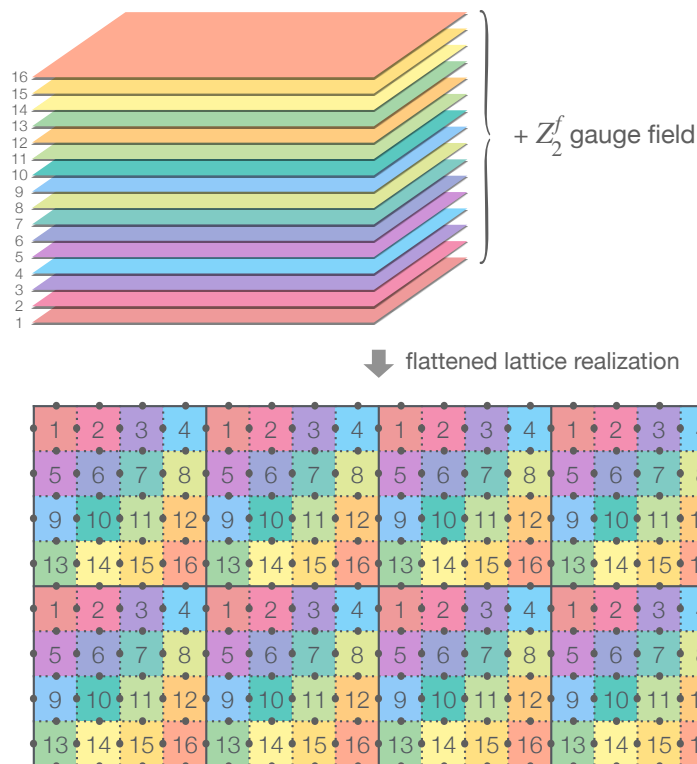 16
15
14
13
12
11
10
9
8
7
6
5
4
3
2
1
+ Z₂ᶠ gauge field
flattened lattice realization
1 2 3 4 1 2 3 4 1 2 3 4 1 2 3 4
5 6 7 8 5 6 7 8 5 6 7 8 5 6 7
9 10 11 12 9 10 11 12 9 10 11 12 9 10 11
13 14 15 16 13 14 15 16 13 14 15 16 13 14 15
1 2 3 4 1 2 3 4 1 2 3 4 1 2 3 4
5 6 7 8 5 6 7 8 5 6 7 8 5 6 7
9 10 11 12 9 10 11 12 9 10 11 12 9 10 11
13 14 15 16 13 14 15 16 13 14 15 16 13 14 15